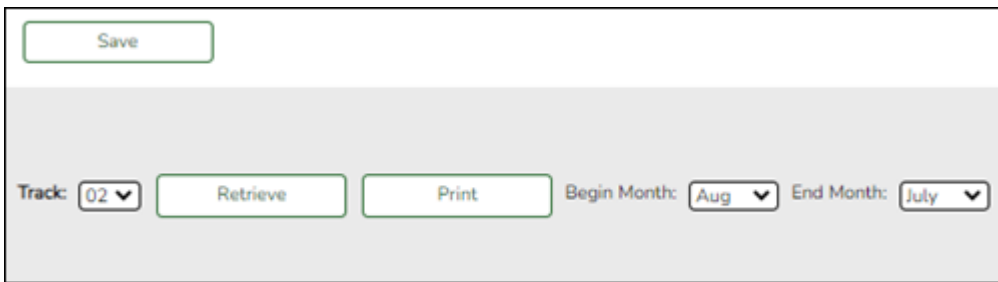 Save
Track: 02 Retrieve Print Begin Month: Aug End Month: July